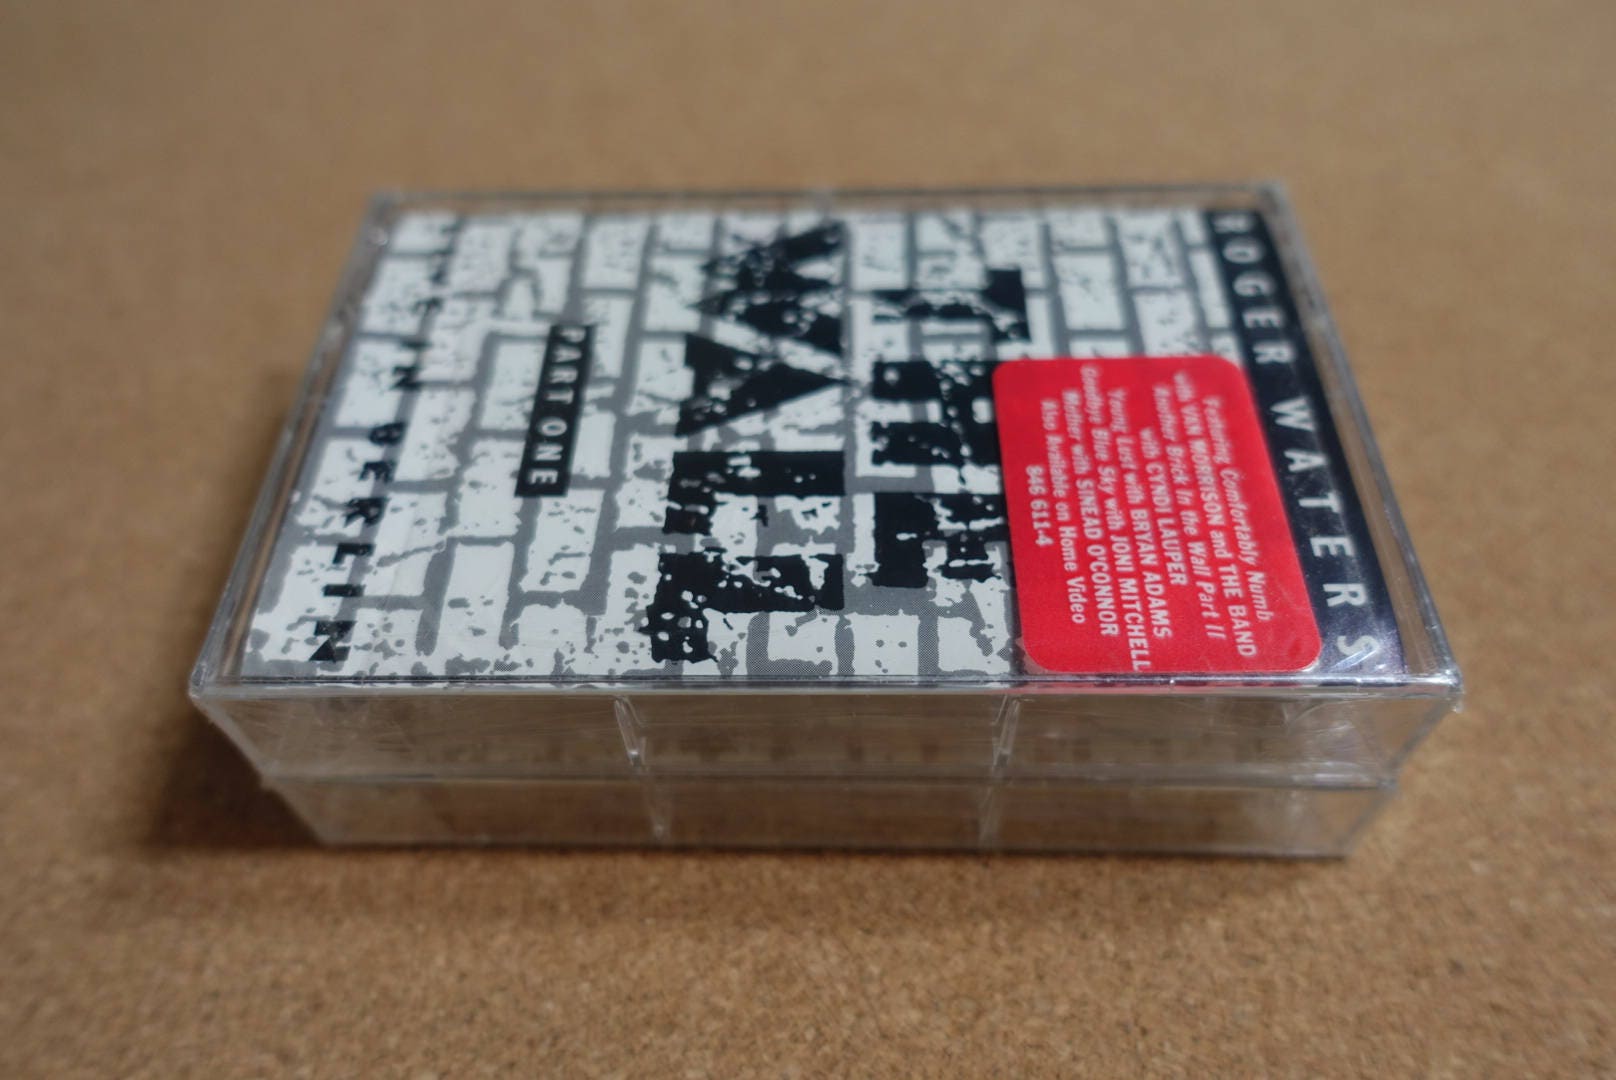 ROGER WATERS
THE
WALL
PART ONE
LIVE IN BERLIN
Featuring Comfortably Numb
with VAN MORRISON and THE BAND
Another Brick In the Wall Part II
with CYNDI LAUPER
Young Lust with BRYAN ADAMS
Goodbye Blue Sky with JONI MITCHELL
Mother with SINEAD O'CONNOR
Also Available on Home Video
846 611-4